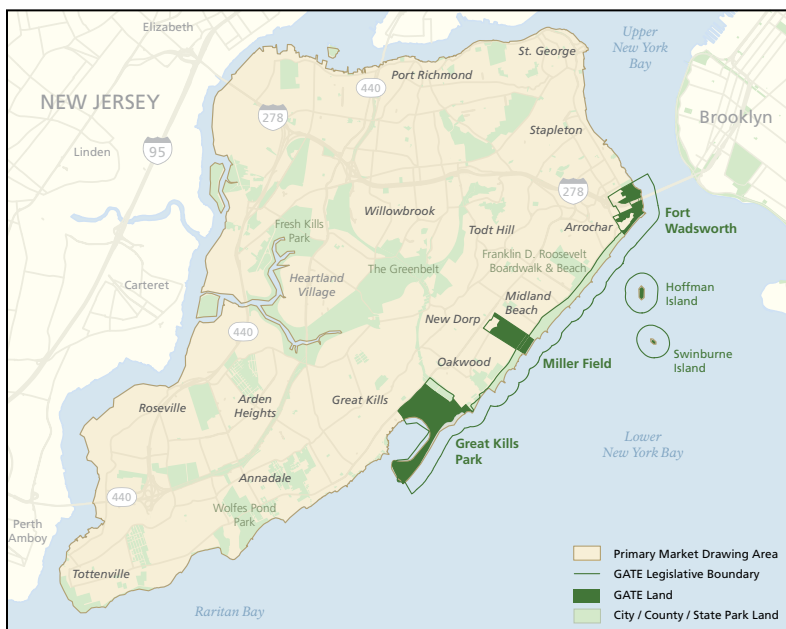 Elizabeth
Upper
New York
Bay
St. George
Port Richmond
440
NEW JERSEY
278
Brooklyn
Stapleton
Linden
95
278
Willowbrook
Fort
Wadsworth
Fresh Kills
Park
Todt Hill
Arrochar
Franklin D. Roosevelt
Boardwalk & Beach
The Greenbelt
Heartland
Village
Carteret
Hoffman
Island
Midland
Beach
New Dorp
440
Swinburne
Island
Oakwood
Miller Field
Roseville
Arden
Heights
Great Kills
Great Kills
Park
Lower
New York Bay
Annadale
440
Wolfes Pond
Park
Perth
Amboy
Tottenville
Raritan Bay
Primary Market Drawing Area
GATE Legislative Boundary
GATE Land
City / County / State Park Land